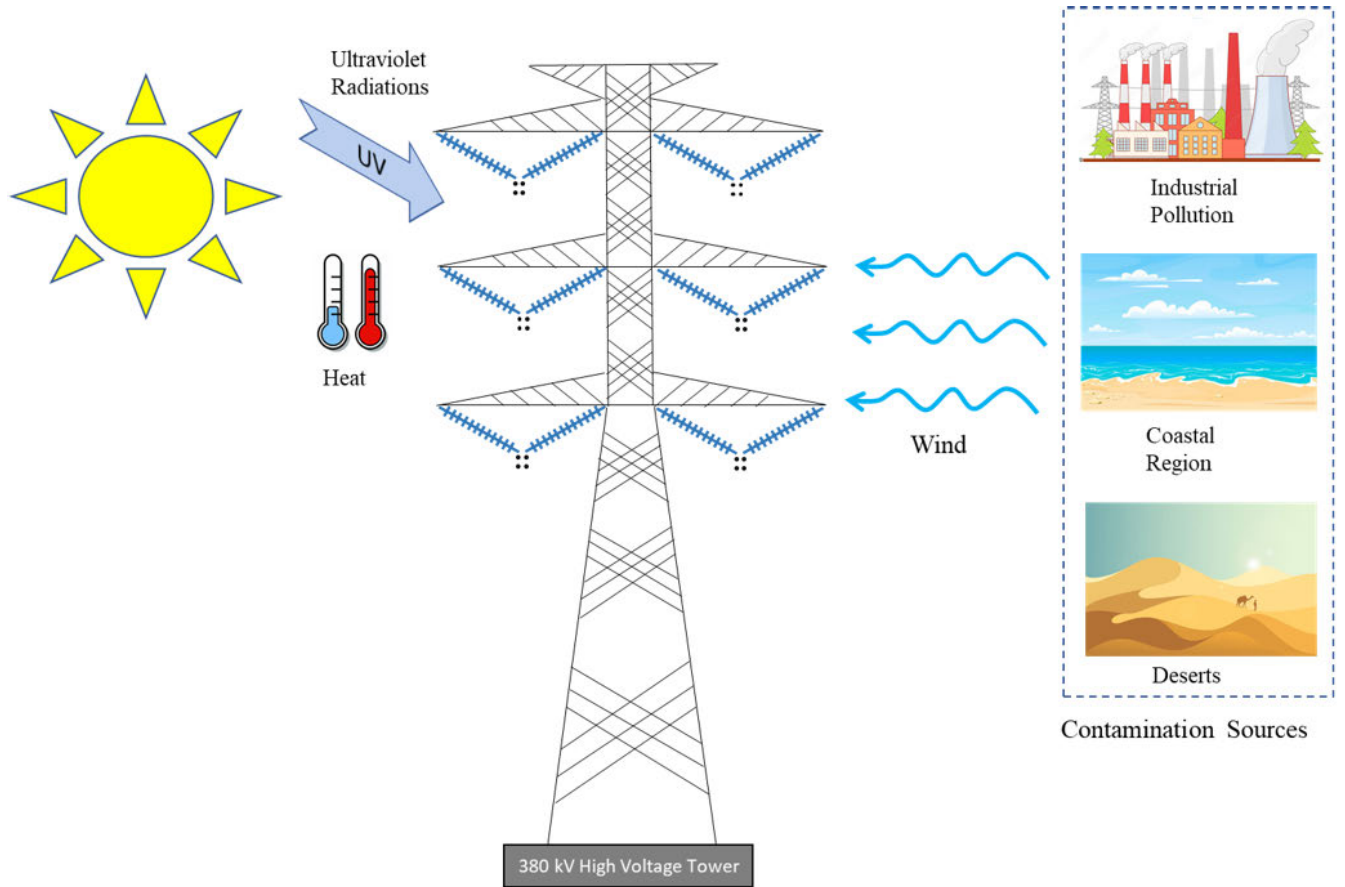 Ultraviolet
Radiations
UV
Heat
Wind
Industrial
Pollution
Coastal
Region
Deserts
Contamination Sources
380 kV High Voltage Tower